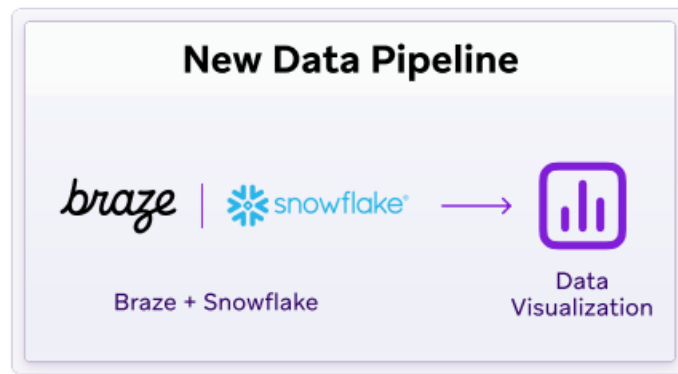 New Data Pipeline
braze
snowflake®
Braze + Snowflake
Data
Visualization